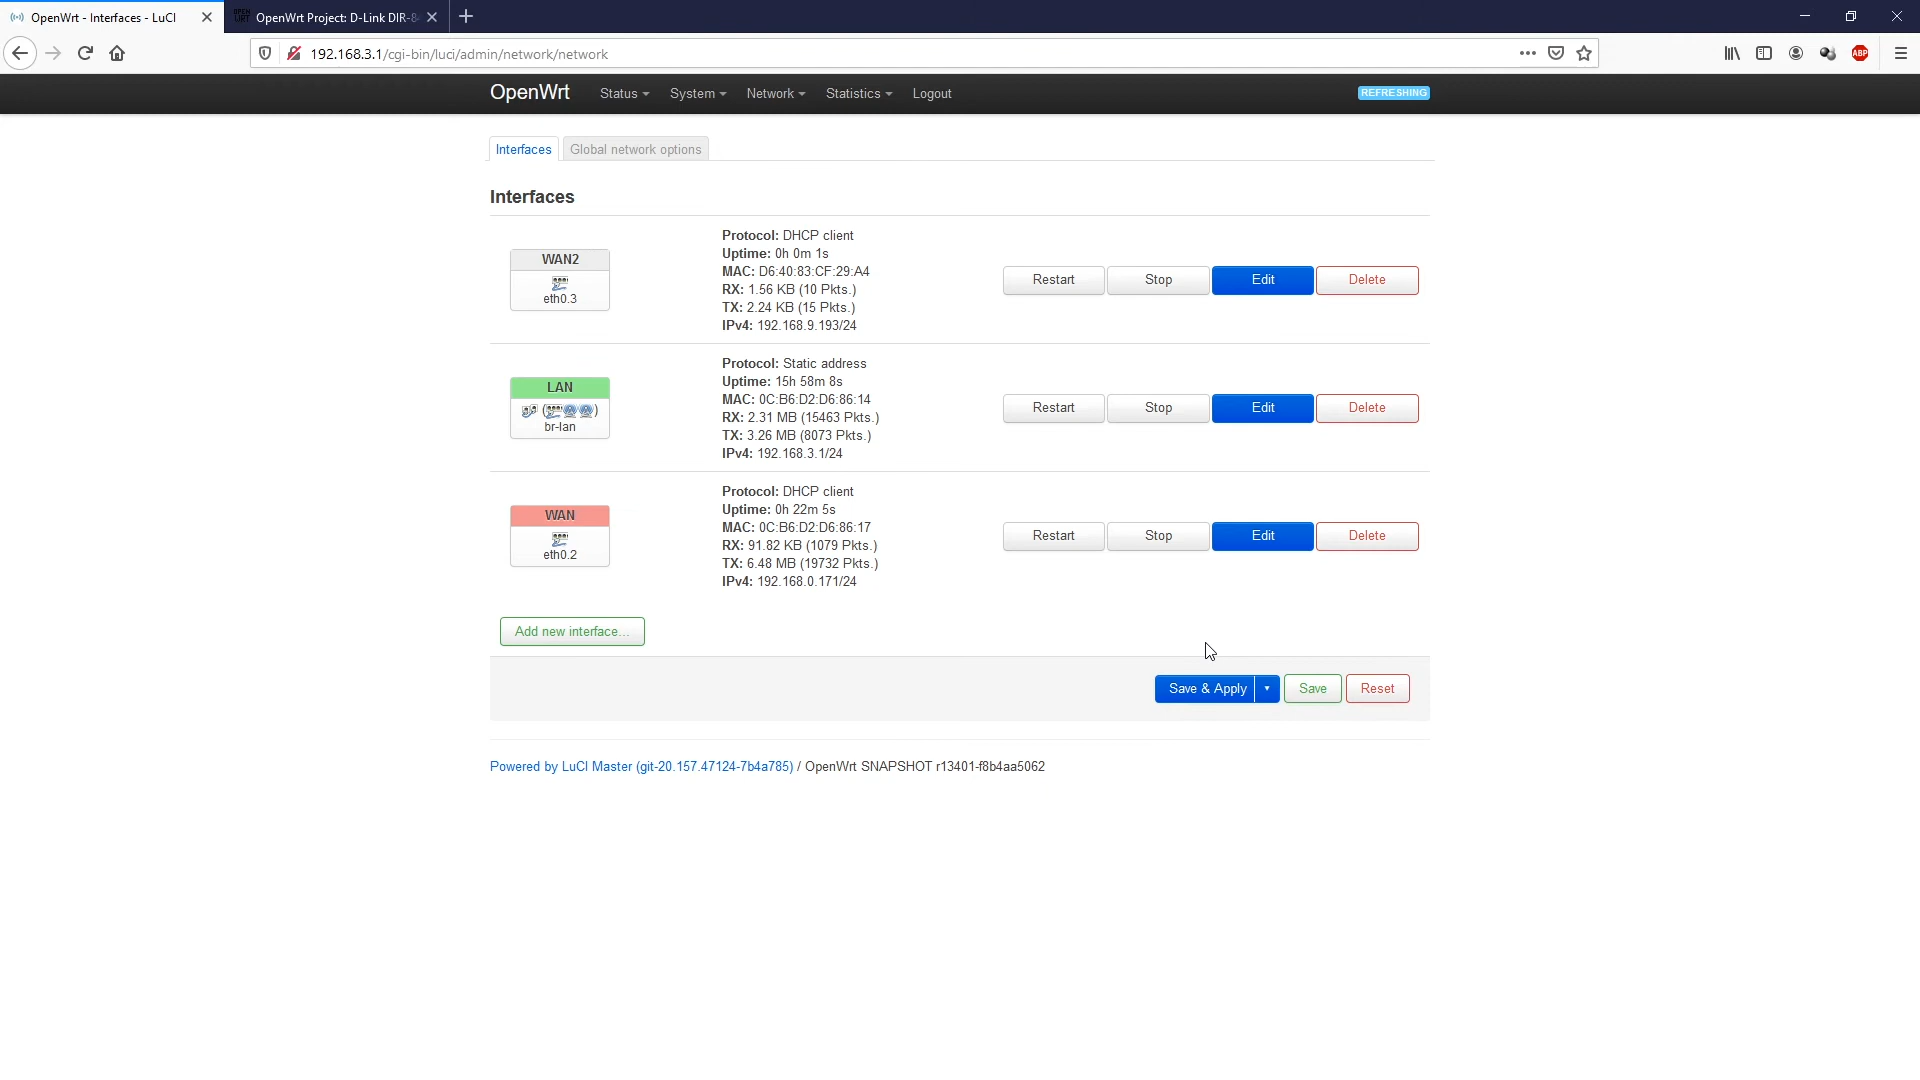 OpenWrt - Interfaces - LuCI
OpenWrt Project: D-Link DIR-8
192.168.3.1/cgi-bin/luci/admin/network/network
ABP
OpenWrt Status System Network Statistics Logout REFRESHING
Interfaces Global network options
Interfaces
WAN2
eth0.3
Protocol: DHCP client
Uptime: 0h 0m 1s
MAC: D6:40:83:CF:29:A4
RX: 1.56 KB (10 Pkts.)
TX: 2.24 KB (15 Pkts.)
IPv4: 192.168.9.193/24
Restart Stop Edit Delete
LAN
br-lan
Protocol: Static address
Uptime: 15h 58m 8s
MAC: 0C:B6:D2:D6:86:14
RX: 2.31 MB (15463 Pkts.)
TX: 3.26 MB (8073 Pkts.)
IPv4: 192.168.3.1/24
Restart Stop Edit Delete
WAN
eth0.2
Protocol: DHCP client
Uptime: 0h 22m 5s
MAC: 0C:B6:D2:D6:86:17
RX: 91.82 KB (1079 Pkts.)
TX: 6.48 MB (19732 Pkts.)
IPv4: 192.168.0.171/24
Restart Stop Edit Delete
Add new interface...
Save & Apply Save Reset
Powered by LuCI Master (git-20.157.47124-7b4a785) / OpenWrt SNAPSHOT r13401-f8b4aa5062